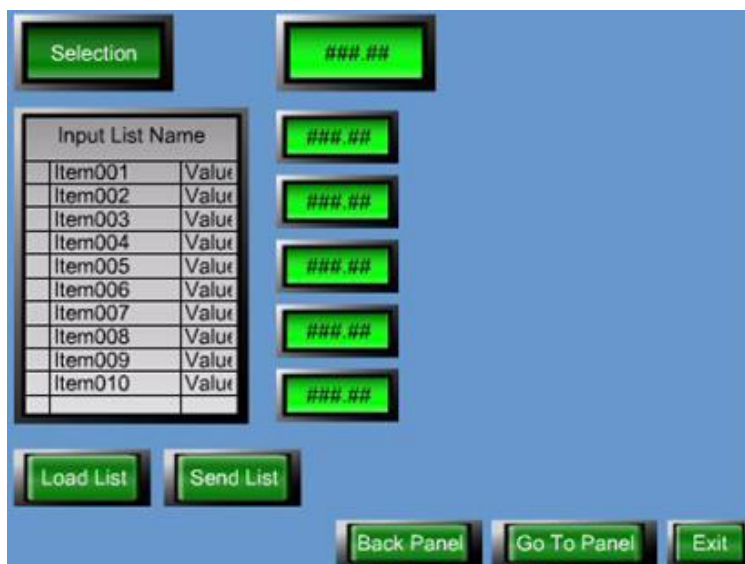 Selection
###.##
Input List Name
###.##
Item001 Value
Item002 Value
Item003 Value
###.##
Item004 Value
Item005 Value
###.##
Item006 Value
Item007 Value
Item008 Value
###.##
Item009 Value
Item010 Value
###.##
Load List
Send List
Back Panel
Go To Panel
Exit